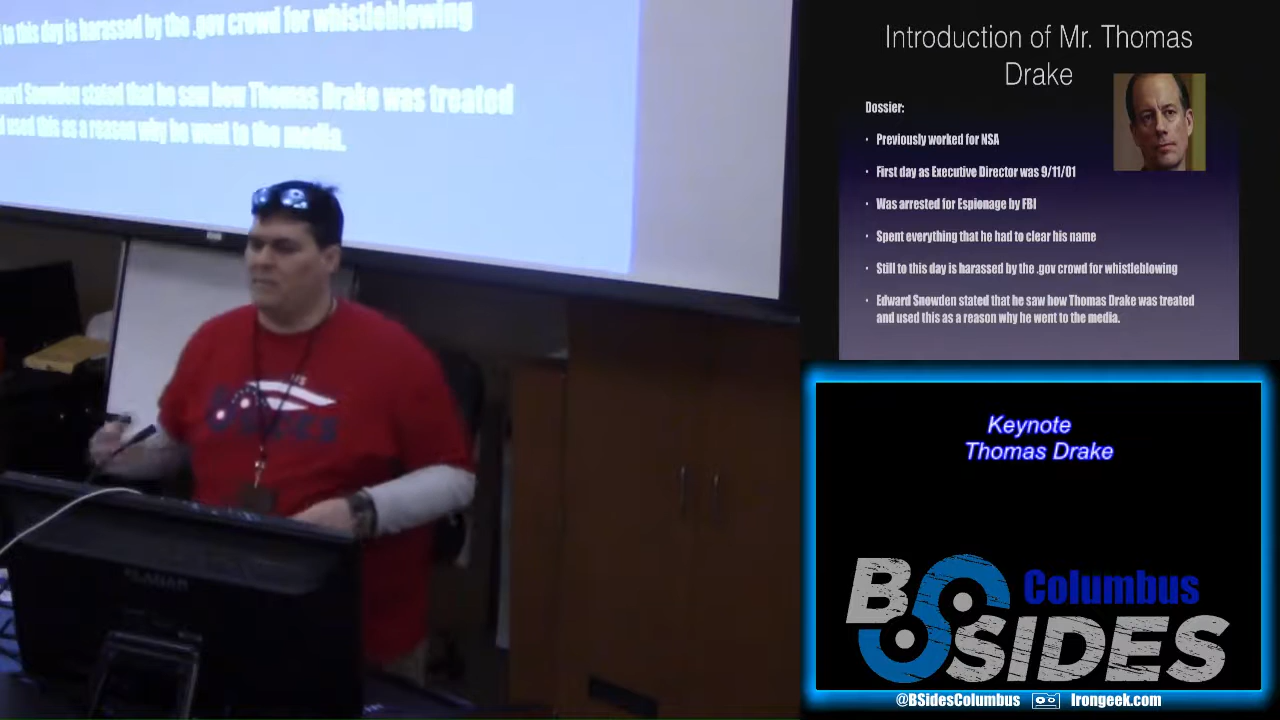 to this day is harassed by the .gov crowd for whistleblowing
Snowden stated that he saw how Thomas Drake was treated
used this as a reason why he went to the media.
BSIDES
Introduction of Mr. Thomas
Drake
Dossier:
· Previously worked for NSA
· First day as Executive Director was 9/11/01
· Was arrested for Espionage by FBI
· Spent everything that he had to clear his name
· Still to this day is harassed by the .gov crowd for whistleblowing
· Edward Snowden stated that he saw how Thomas Drake was treated
and used this as a reason why he went to the media.
Keynote
Thomas Drake
BSIDES
Columbus
@BSidesColumbus
Irongeek.com